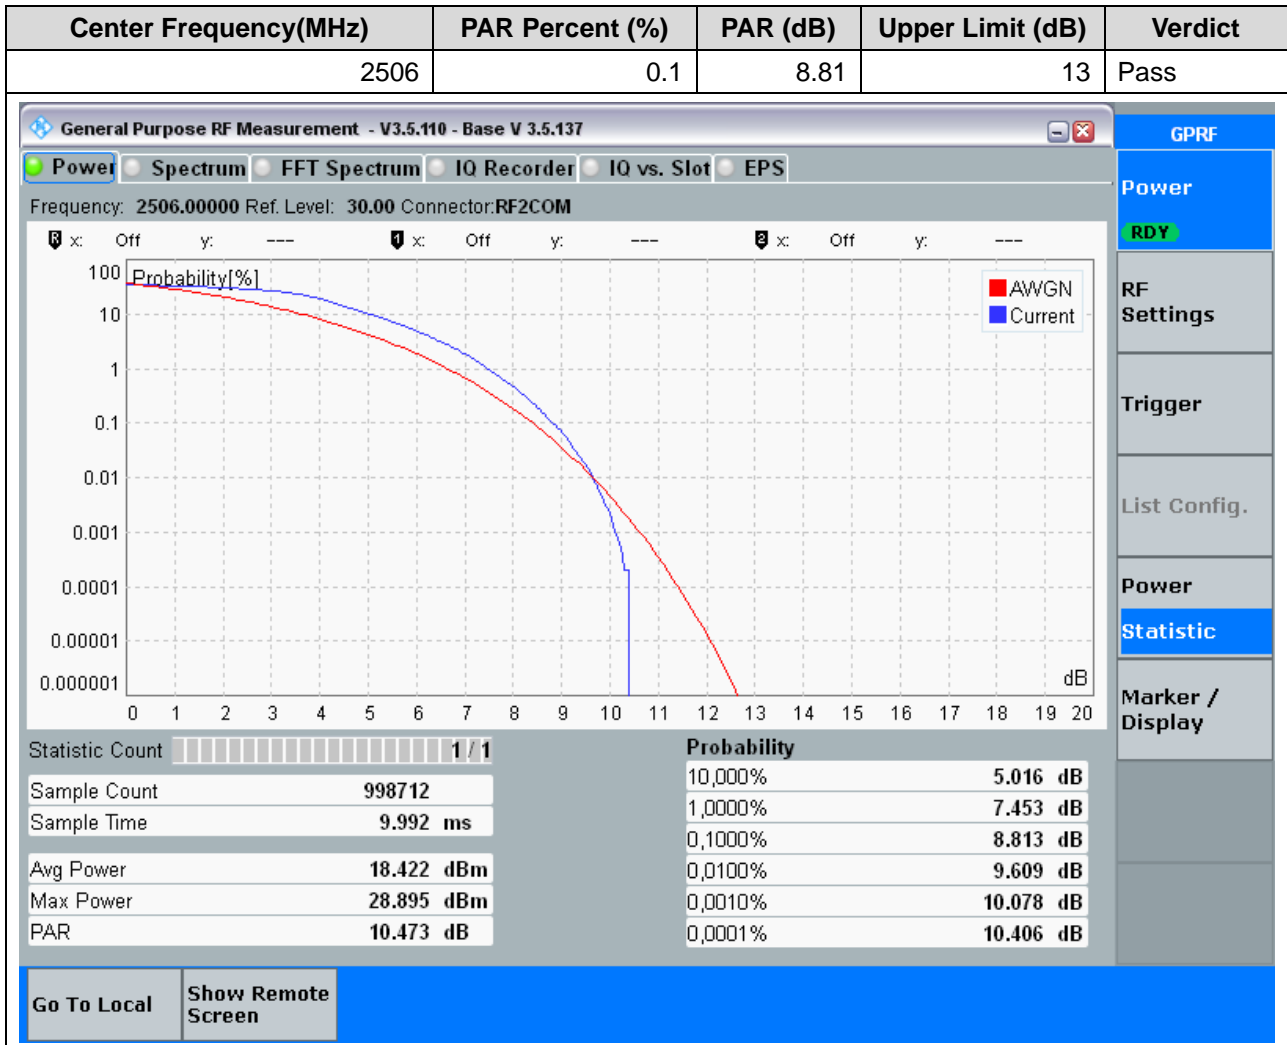 Center Frequency(MHz) PAR Percent (%) PAR (dB) Upper Limit (dB) Verdict
2506 0.1 8.81 13 Pass
General Purpose RF Measurement - V3.5.110 - Base V 3.5.137
GPRF
Power Spectrum FFT Spectrum IQ Recorder IQ vs. Slot EPS
Frequency: 2506.00000 Ref. Level: 30.00 Connector:RF2COM
R x: Off y: --- 1 x: Off y: --- 2 x: Off y: ---
Probability[%]
100
10
1
0.1
0.01
0.001
0.0001
0.00001
0.000001
AWGN
Current
dB
0 1 2 3 4 5 6 7 8 9 10 11 12 13 14 15 16 17 18 19 20
Statistic Count 1 / 1
Sample Count 998712
Sample Time 9.992 ms
Avg Power 18.422 dBm
Max Power 28.895 dBm
PAR 10.473 dB
Probability
10,000% 5.016 dB
1,0000% 7.453 dB
0,1000% 8.813 dB
0,0100% 9.609 dB
0,0010% 10.078 dB
0,0001% 10.406 dB
Power
RDY
RF
Settings
Trigger
List Config.
Power
Statistic
Marker /
Display
Go To Local
Show Remote
Screen